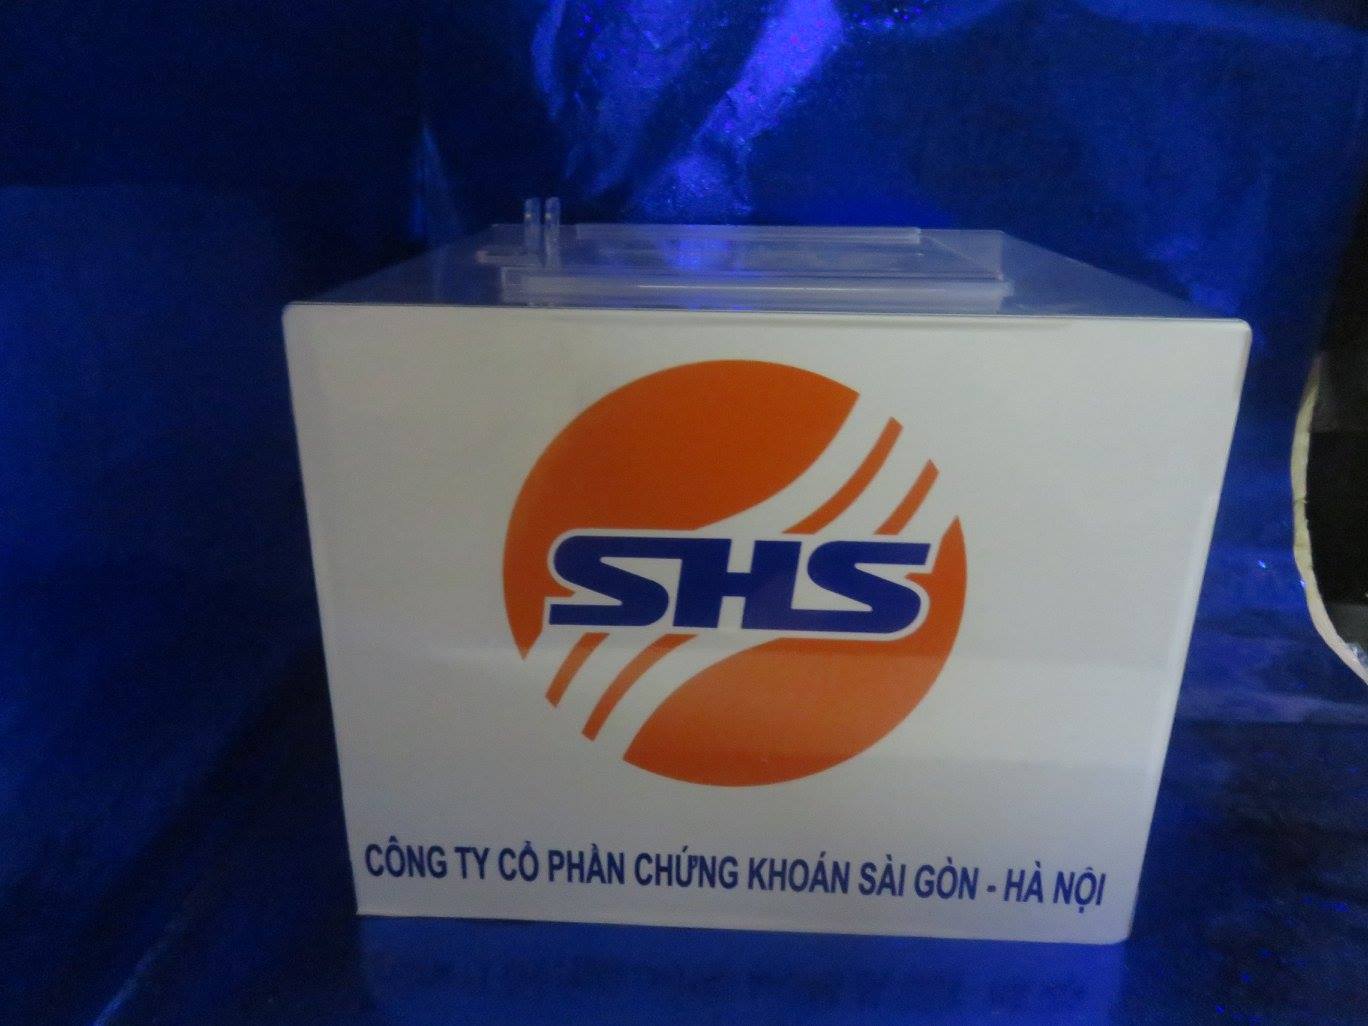 SHS
CÔNG TY CỔ PHẦN CHỨNG KHOÁN SÀI GÒN - HÀ NỘI